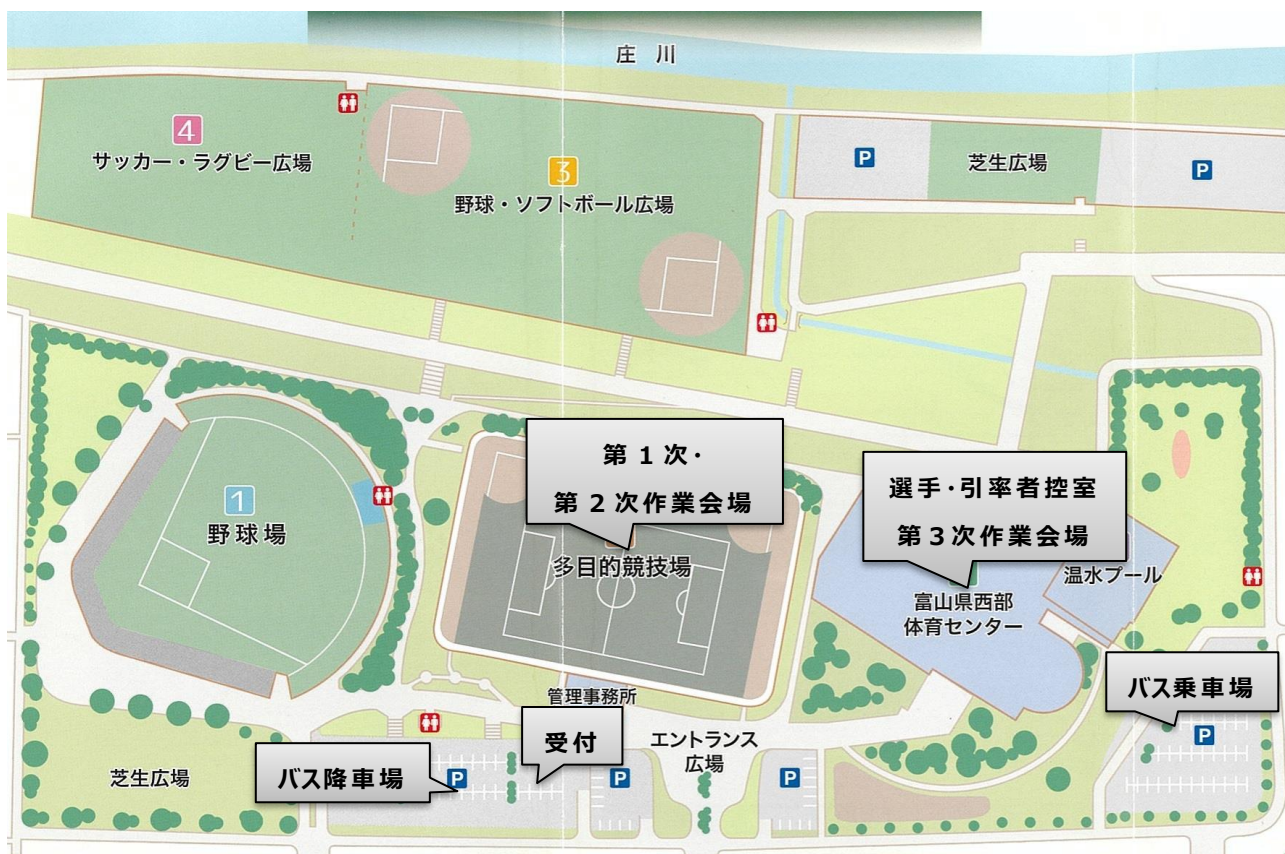 庄 川
4
サッカー・ラグビー広場
3
野球・ソフトボール広場
P
芝生広場
P
1
野球場
第1次・
第2次作業会場
多目的競技場
選手・引率者控室
第3次作業会場
温水プール
富山県西部
体育センター
管理事務所
受付
エントランス
広場
バス乗車場
P
芝生広場
バス降車場
P
P
P